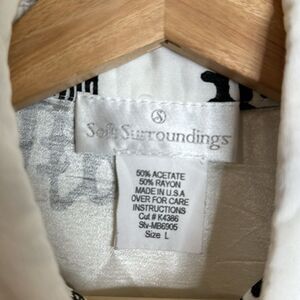 S
Soft Surroundings
50% ACETATE
50% RAYON
MADE IN U.S.A
OVER FOR CARE
INSTRUCTIONS
Cut # K4386
Sty-MB6905
Size L